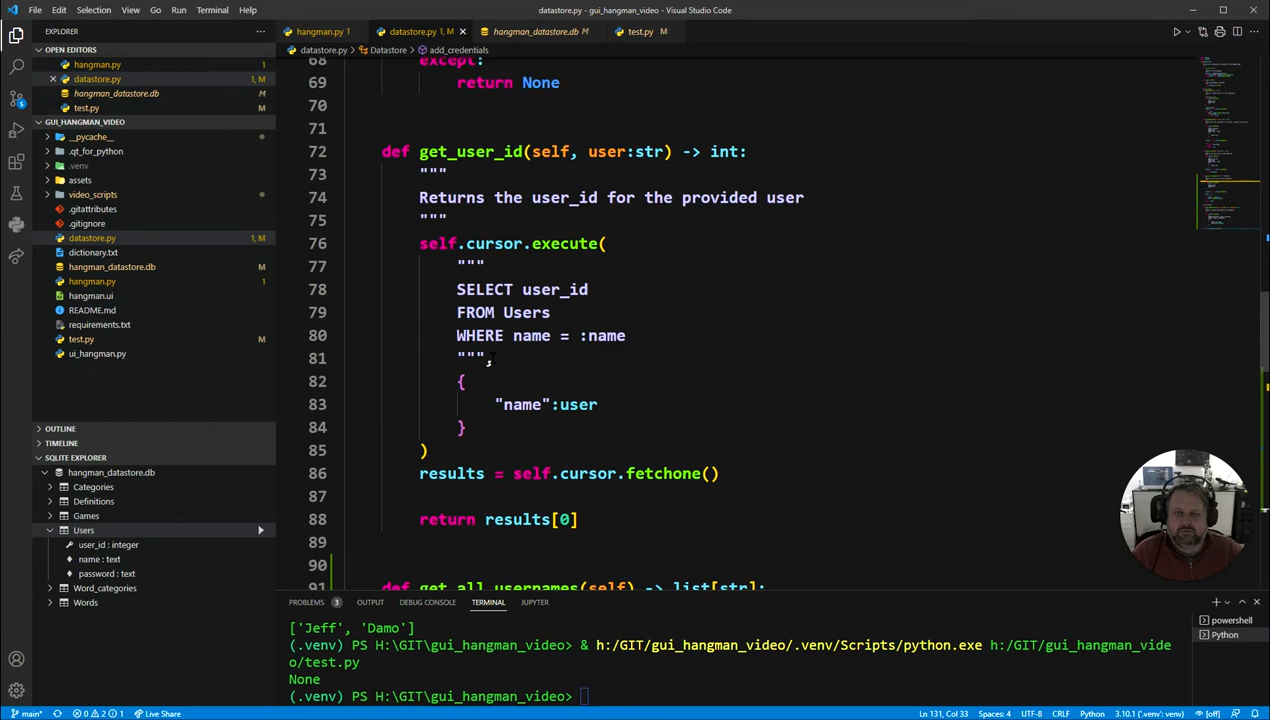 File Edit Selection View Go Run Terminal Help
datastore.py - gui_hangman_video - Visual Studio Code
EXPLORER
hangman.py 1
datastore.py 1, M
hangman_datastore.db M
test.py M
datastore.py > Datastore > add_credentials
OPEN EDITORS
hangman.py 1
datastore.py 1, M
hangman_datastore.db M
test.py M
GUI_HANGMAN_VIDEO
__pycache__
.qt_for_python
.venv
assets
video_scripts
.gitattributes
.gitignore
datastore.py 1, M
dictionary.txt
hangman_datastore.db M
hangman.py 1
hangman.ui
README.md
requirements.txt
test.py M
ui_hangman.py
OUTLINE
TIMELINE
SQLITE EXPLORER
hangman_datastore.db
Categories
Definitions
Games
Users
user_id : integer
name : text
password : text
Word_categories
Words
68 except:
69 return None
70
71
72 def get_user_id(self, user:str) -> int:
73 """
74 Returns the user_id for the provided user
75 """
76 self.cursor.execute(
77 """
78 SELECT user_id
79 FROM Users
80 WHERE name = :name
81 """,
82 {
83 "name":user
84 }
85 )
86 results = self.cursor.fetchone()
87
88 return results[0]
89
90
91 def get_all_usernames(self) -> list[str]:
PROBLEMS 3 OUTPUT DEBUG CONSOLE TERMINAL JUPYTER
powershell
Python
['Jeff', 'Damo']
(.venv) PS H:\GIT\gui_hangman_video> & h:/GIT/gui_hangman_video/.venv/Scripts/python.exe h:/GIT/gui_hangman_vide
o/test.py
None
(.venv) PS H:\GIT\gui_hangman_video>
main* 0 2 1 Live Share
Ln 131, Col 33 Spaces: 4 UTF-8 CRLF Python 3.10.1 ('.venv': venv) [off]